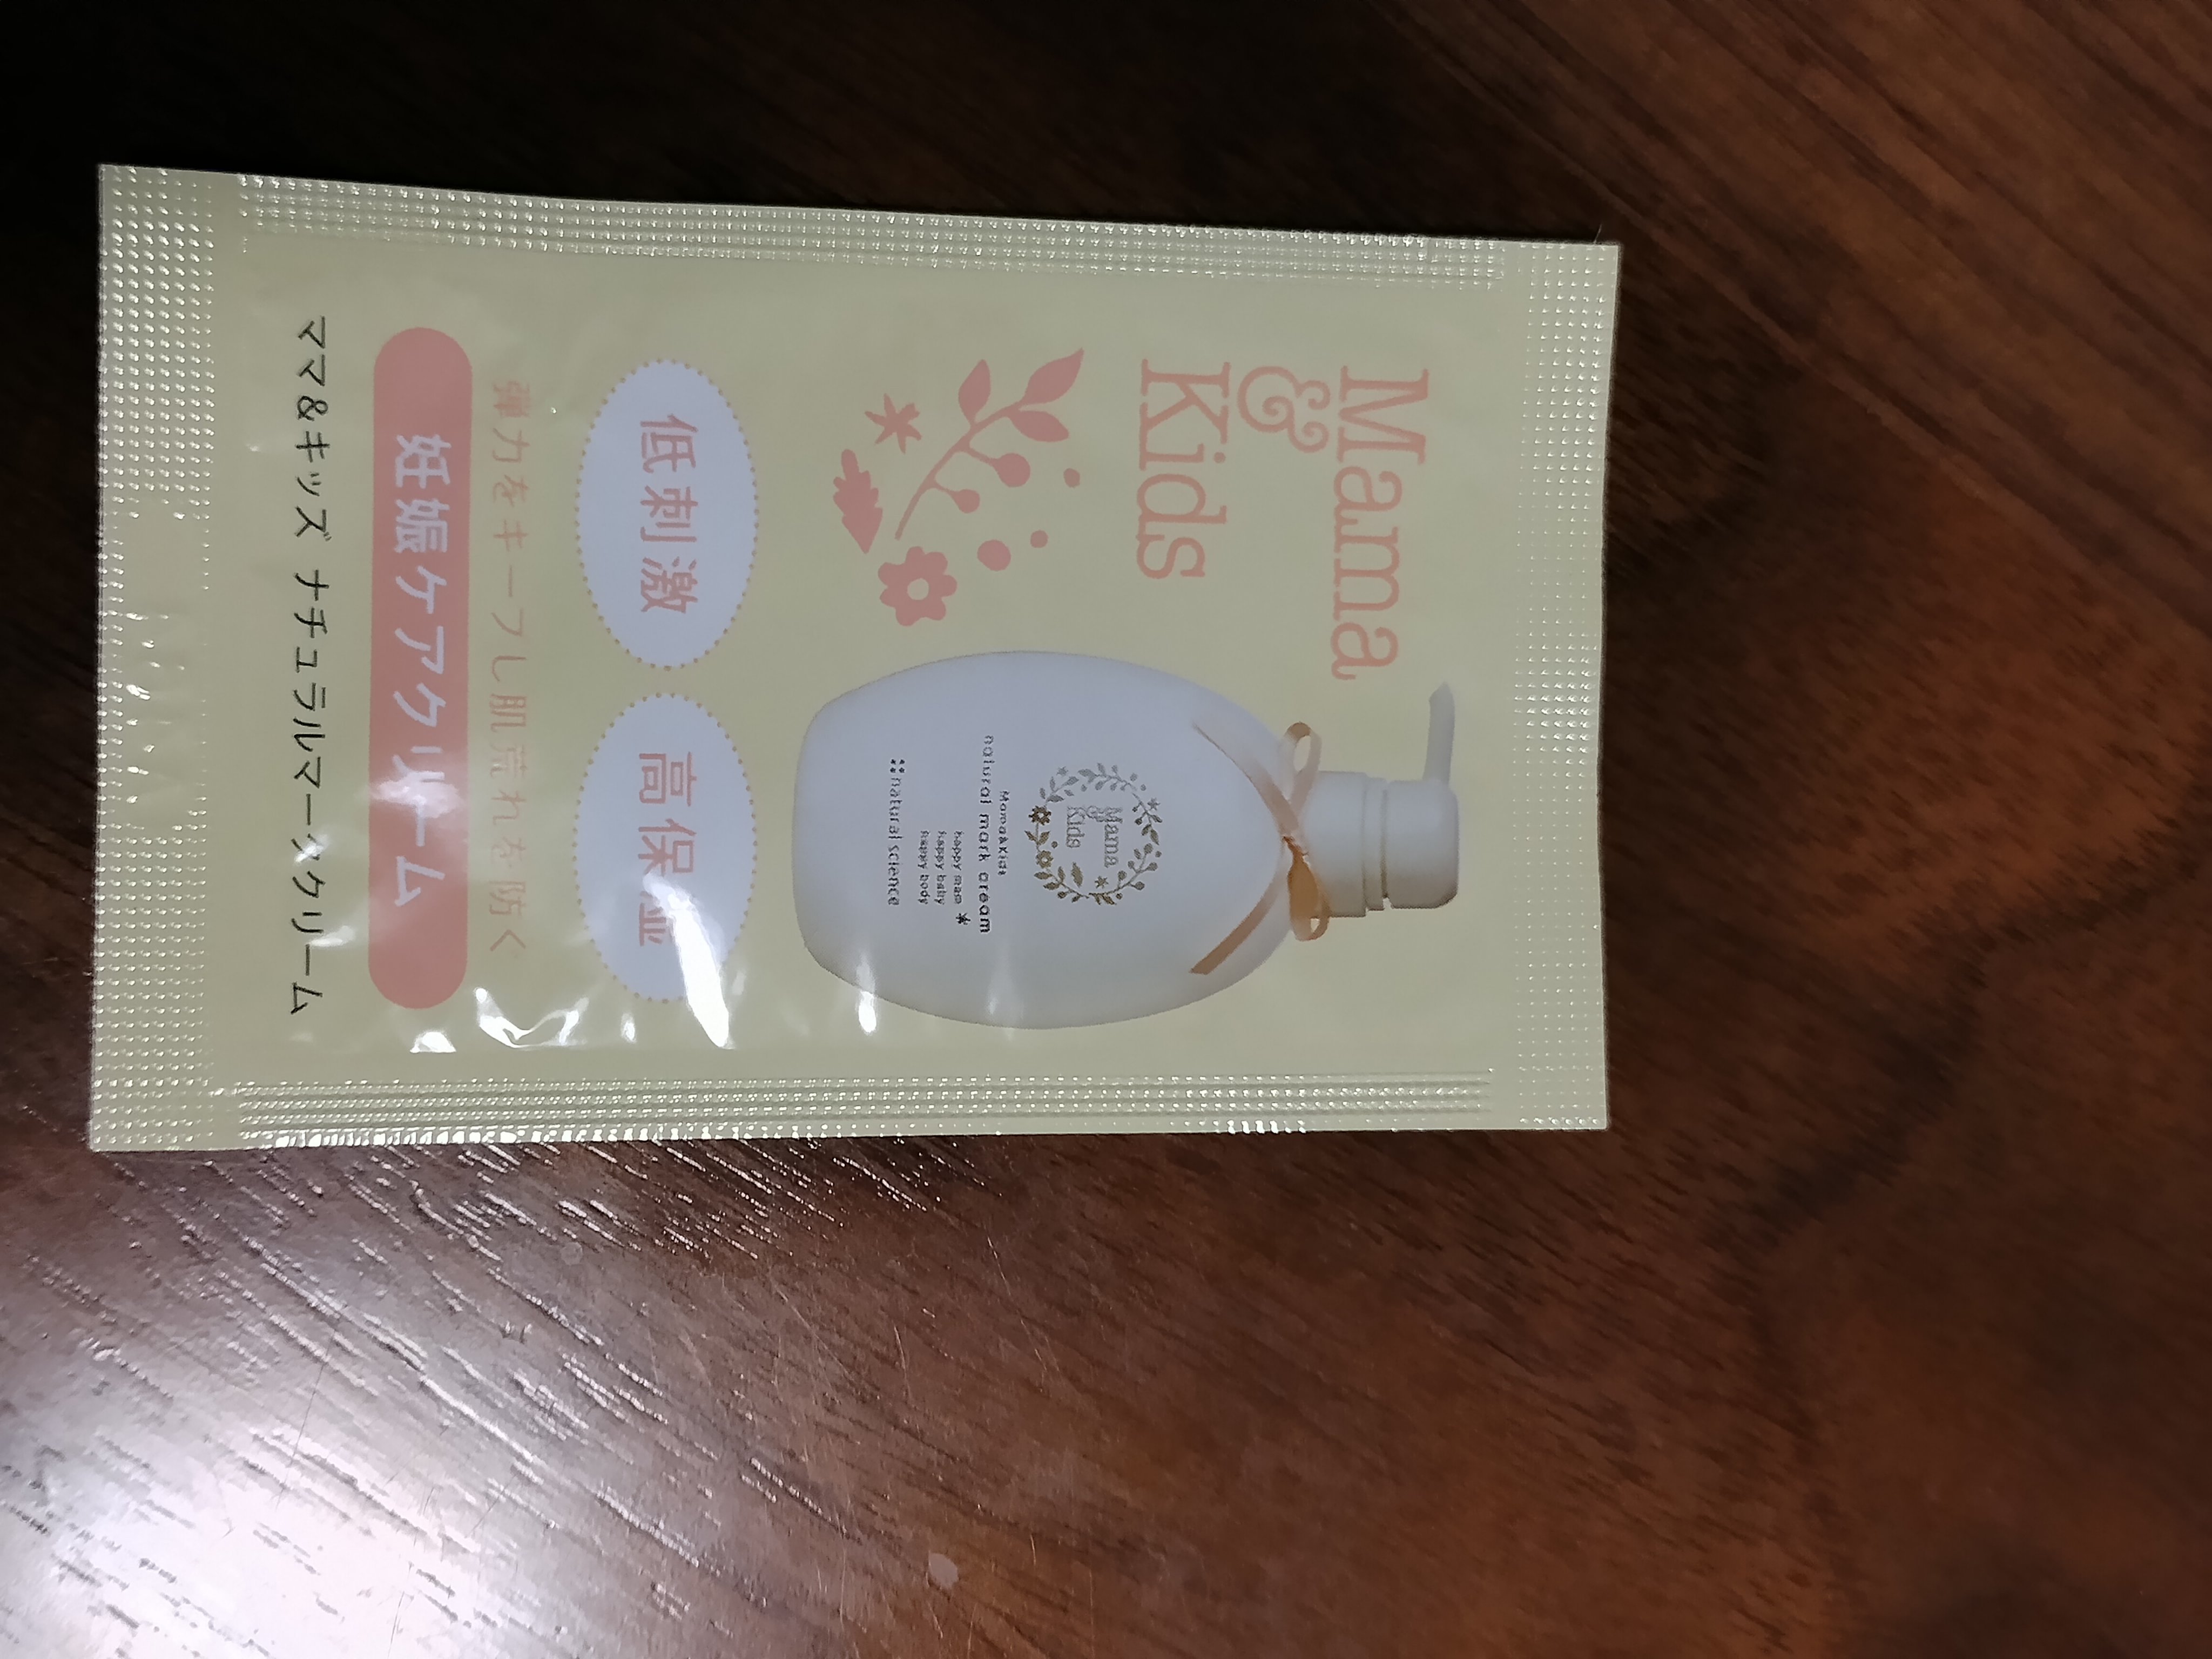 Mama
&
Kids
Mama
&
Kids
Mama&Kids
natural mark cream
happy mam
happy baby
happy body
natural science
低刺激
高保湿
弾力をキープし肌荒れを防ぐ
妊娠ケアクリーム
ママ&キッズ ナチュラルマーククリーム